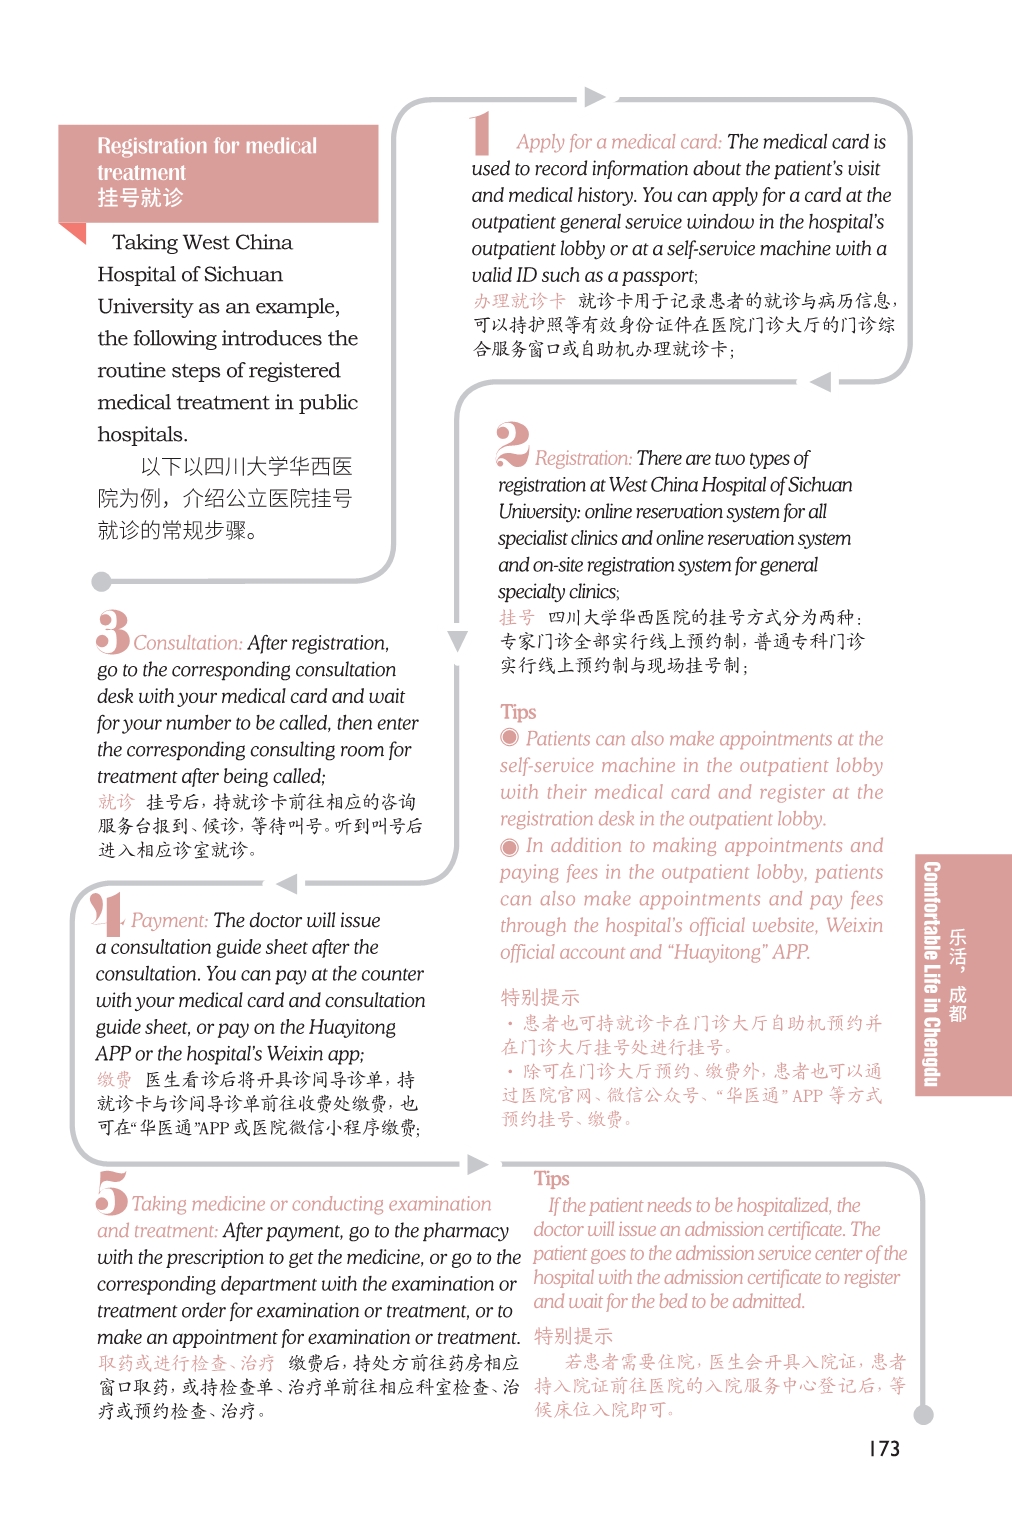 Registration for medical
treatment
挂号就诊
Taking West China
Hospital of Sichuan
University as an example,
the following introduces the
routine steps of registered
medical treatment in public
hospitals.
以下以四川大学华西医
院为例，介绍公立医院挂号
就诊的常规步骤。
1 Apply for a medical card: The medical card is
used to record information about the patient's visit
and medical history. You can apply for a card at the
outpatient general service window in the hospital's
outpatient lobby or at a self-service machine with a
valid ID such as a passport;
办理就诊卡 就诊卡用于记录患者的就诊与病历信息，
可以持护照等有效身份证件在医院门诊大厅的门诊综
合服务窗口或自助机办理就诊卡；
2 Registration: There are two types of
registration at West China Hospital of Sichuan
University: online reservation system for all
specialist clinics and online reservation system
and on-site registration system for general
specialty clinics;
挂号 四川大学华西医院的挂号方式分为两种：
专家门诊全部实行线上预约制，普通专科门诊
实行线上预约制与现场挂号制；
Tips
◉ Patients can also make appointments at the
self-service machine in the outpatient lobby
with their medical card and register at the
registration desk in the outpatient lobby.
◉ In addition to making appointments and
paying fees in the outpatient lobby, patients
can also make appointments and pay fees
through the hospital's official website, Weixin
official account and “Huayitong” APP.
特别提示
· 患者也可持就诊卡在门诊大厅自助机预约并
在门诊大厅挂号处进行挂号。
· 除可在门诊大厅预约、缴费外，患者也可以通
过医院官网、微信公众号、“华医通” APP 等方式
预约挂号、缴费。
3 Consultation: After registration,
go to the corresponding consultation
desk with your medical card and wait
for your number to be called, then enter
the corresponding consulting room for
treatment after being called;
就诊 挂号后，持就诊卡前往相应的咨询
服务台报到、候诊，等待叫号。听到叫号后
进入相应诊室就诊。
4 Payment: The doctor will issue
a consultation guide sheet after the
consultation. You can pay at the counter
with your medical card and consultation
guide sheet, or pay on the Huayitong
APP or the hospital's Weixin app;
缴费 医生看诊后将开具诊间导诊单，持
就诊卡与诊间导诊单前往收费处缴费，也
可在“华医通”APP 或医院微信小程序缴费；
5 Taking medicine or conducting examination
and treatment: After payment, go to the pharmacy
with the prescription to get the medicine, or go to the
corresponding department with the examination or
treatment order for examination or treatment, or to
make an appointment for examination or treatment.
取药或进行检查、治疗 缴费后，持处方前往药房相应
窗口取药，或持检查单、治疗单前往相应科室检查、治
疗或预约检查、治疗。
Tips
If the patient needs to be hospitalized, the
doctor will issue an admission certificate. The
patient goes to the admission service center of the
hospital with the admission certificate to register
and wait for the bed to be admitted.
特别提示
若患者需要住院，医生会开具入院证，患者
持入院证前往医院的入院服务中心登记后，等
候床位入院即可。
Comfortable Life in Chengdu
乐活，成都
173